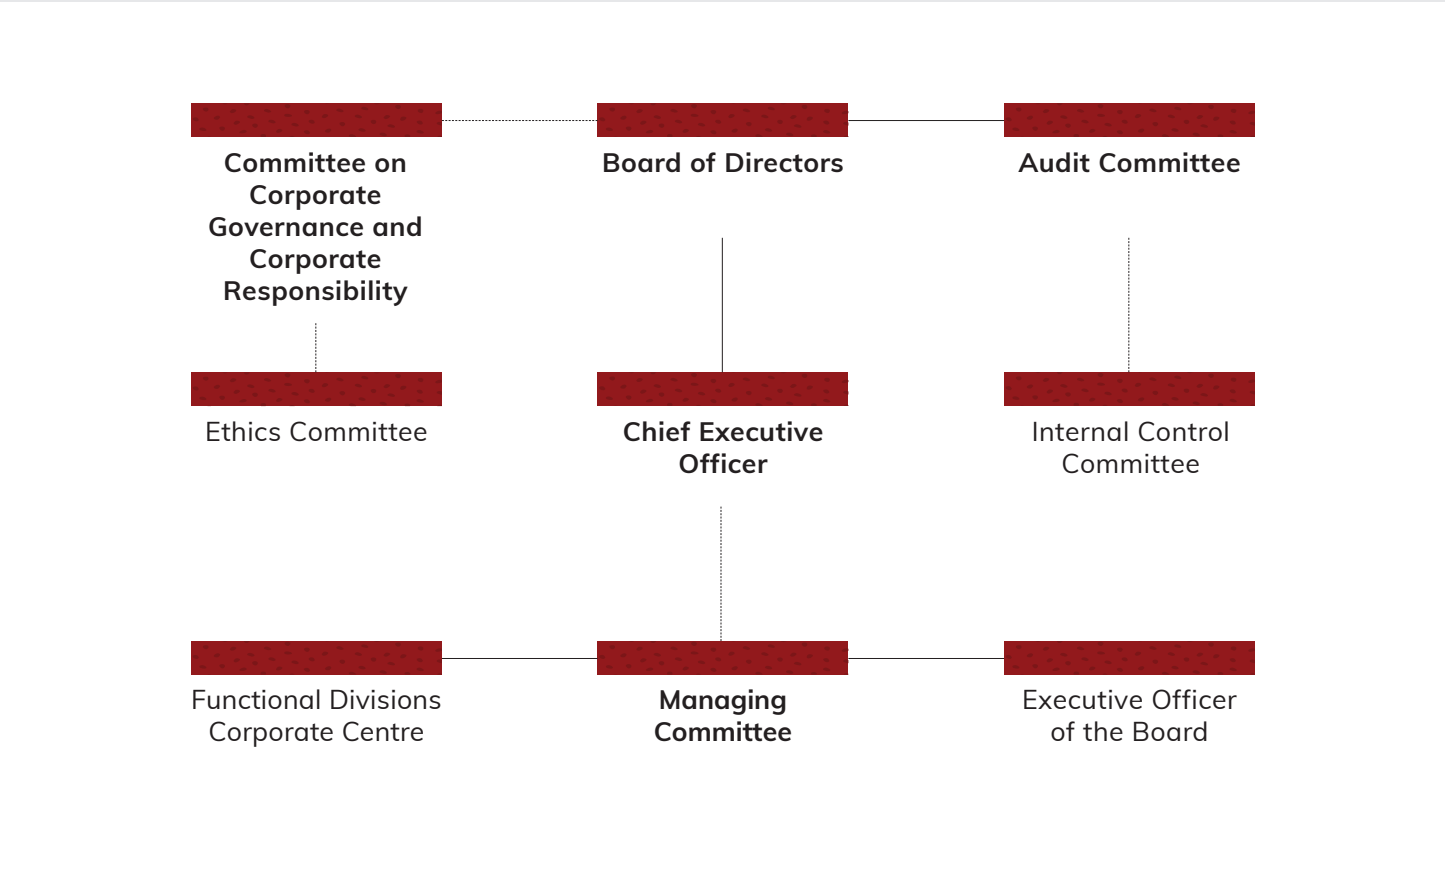 Committee on
Corporate
Governance and
Corporate
Responsibility
Board of Directors
Audit Committee
Ethics Committee
Chief Executive
Officer
Internal Control
Committee
Functional Divisions
Corporate Centre
Managing
Committee
Executive Officer
of the Board